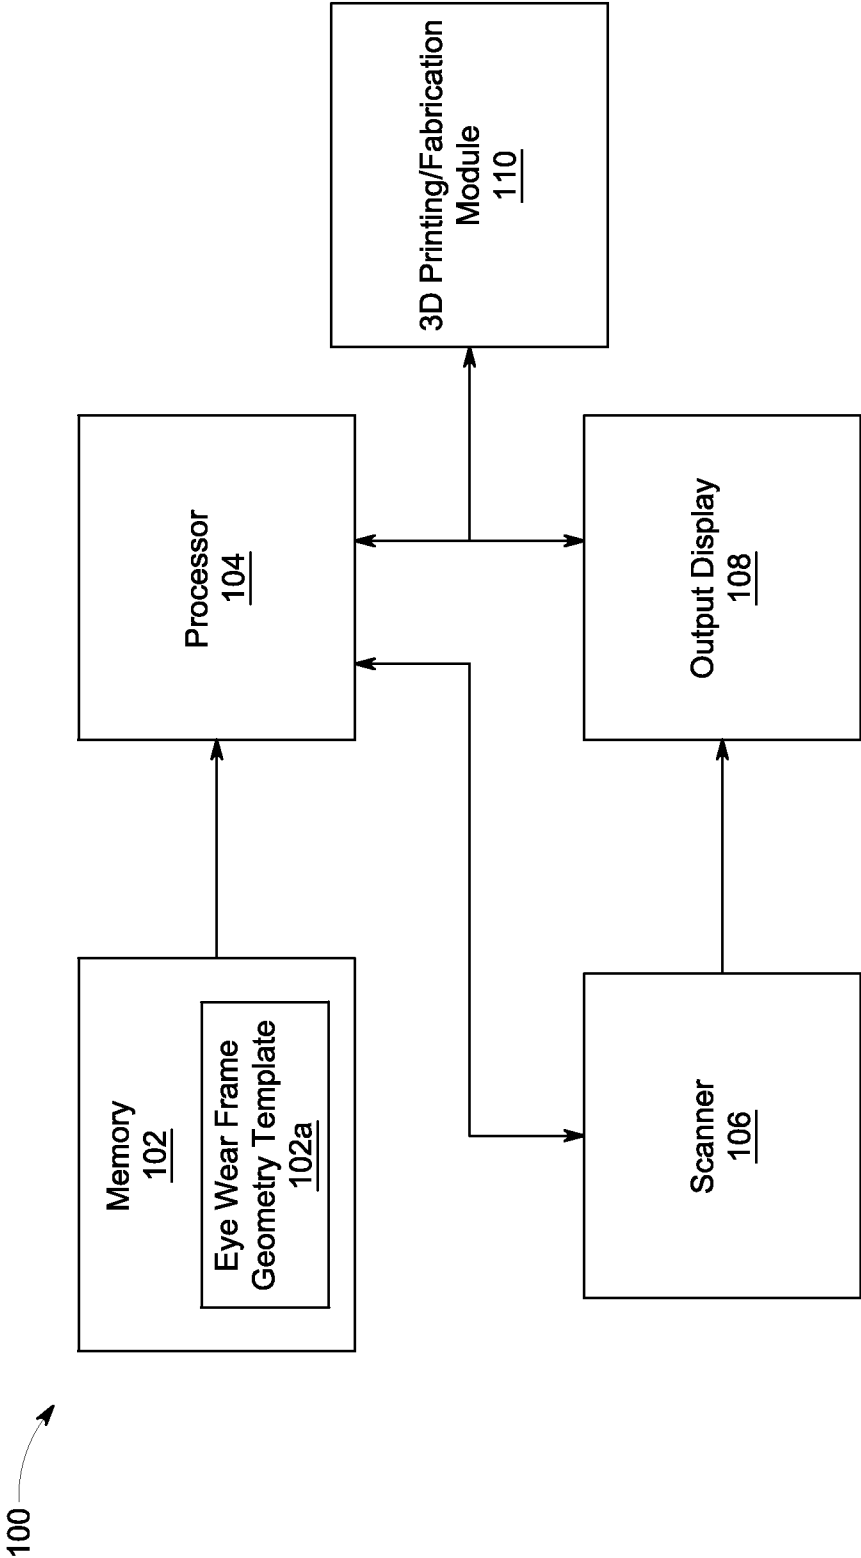 100
Memory
102
Eye Wear Frame
Geometry Template
102a
Processor
104
3D Printing/Fabrication
Module
110
Scanner
106
Output Display
108